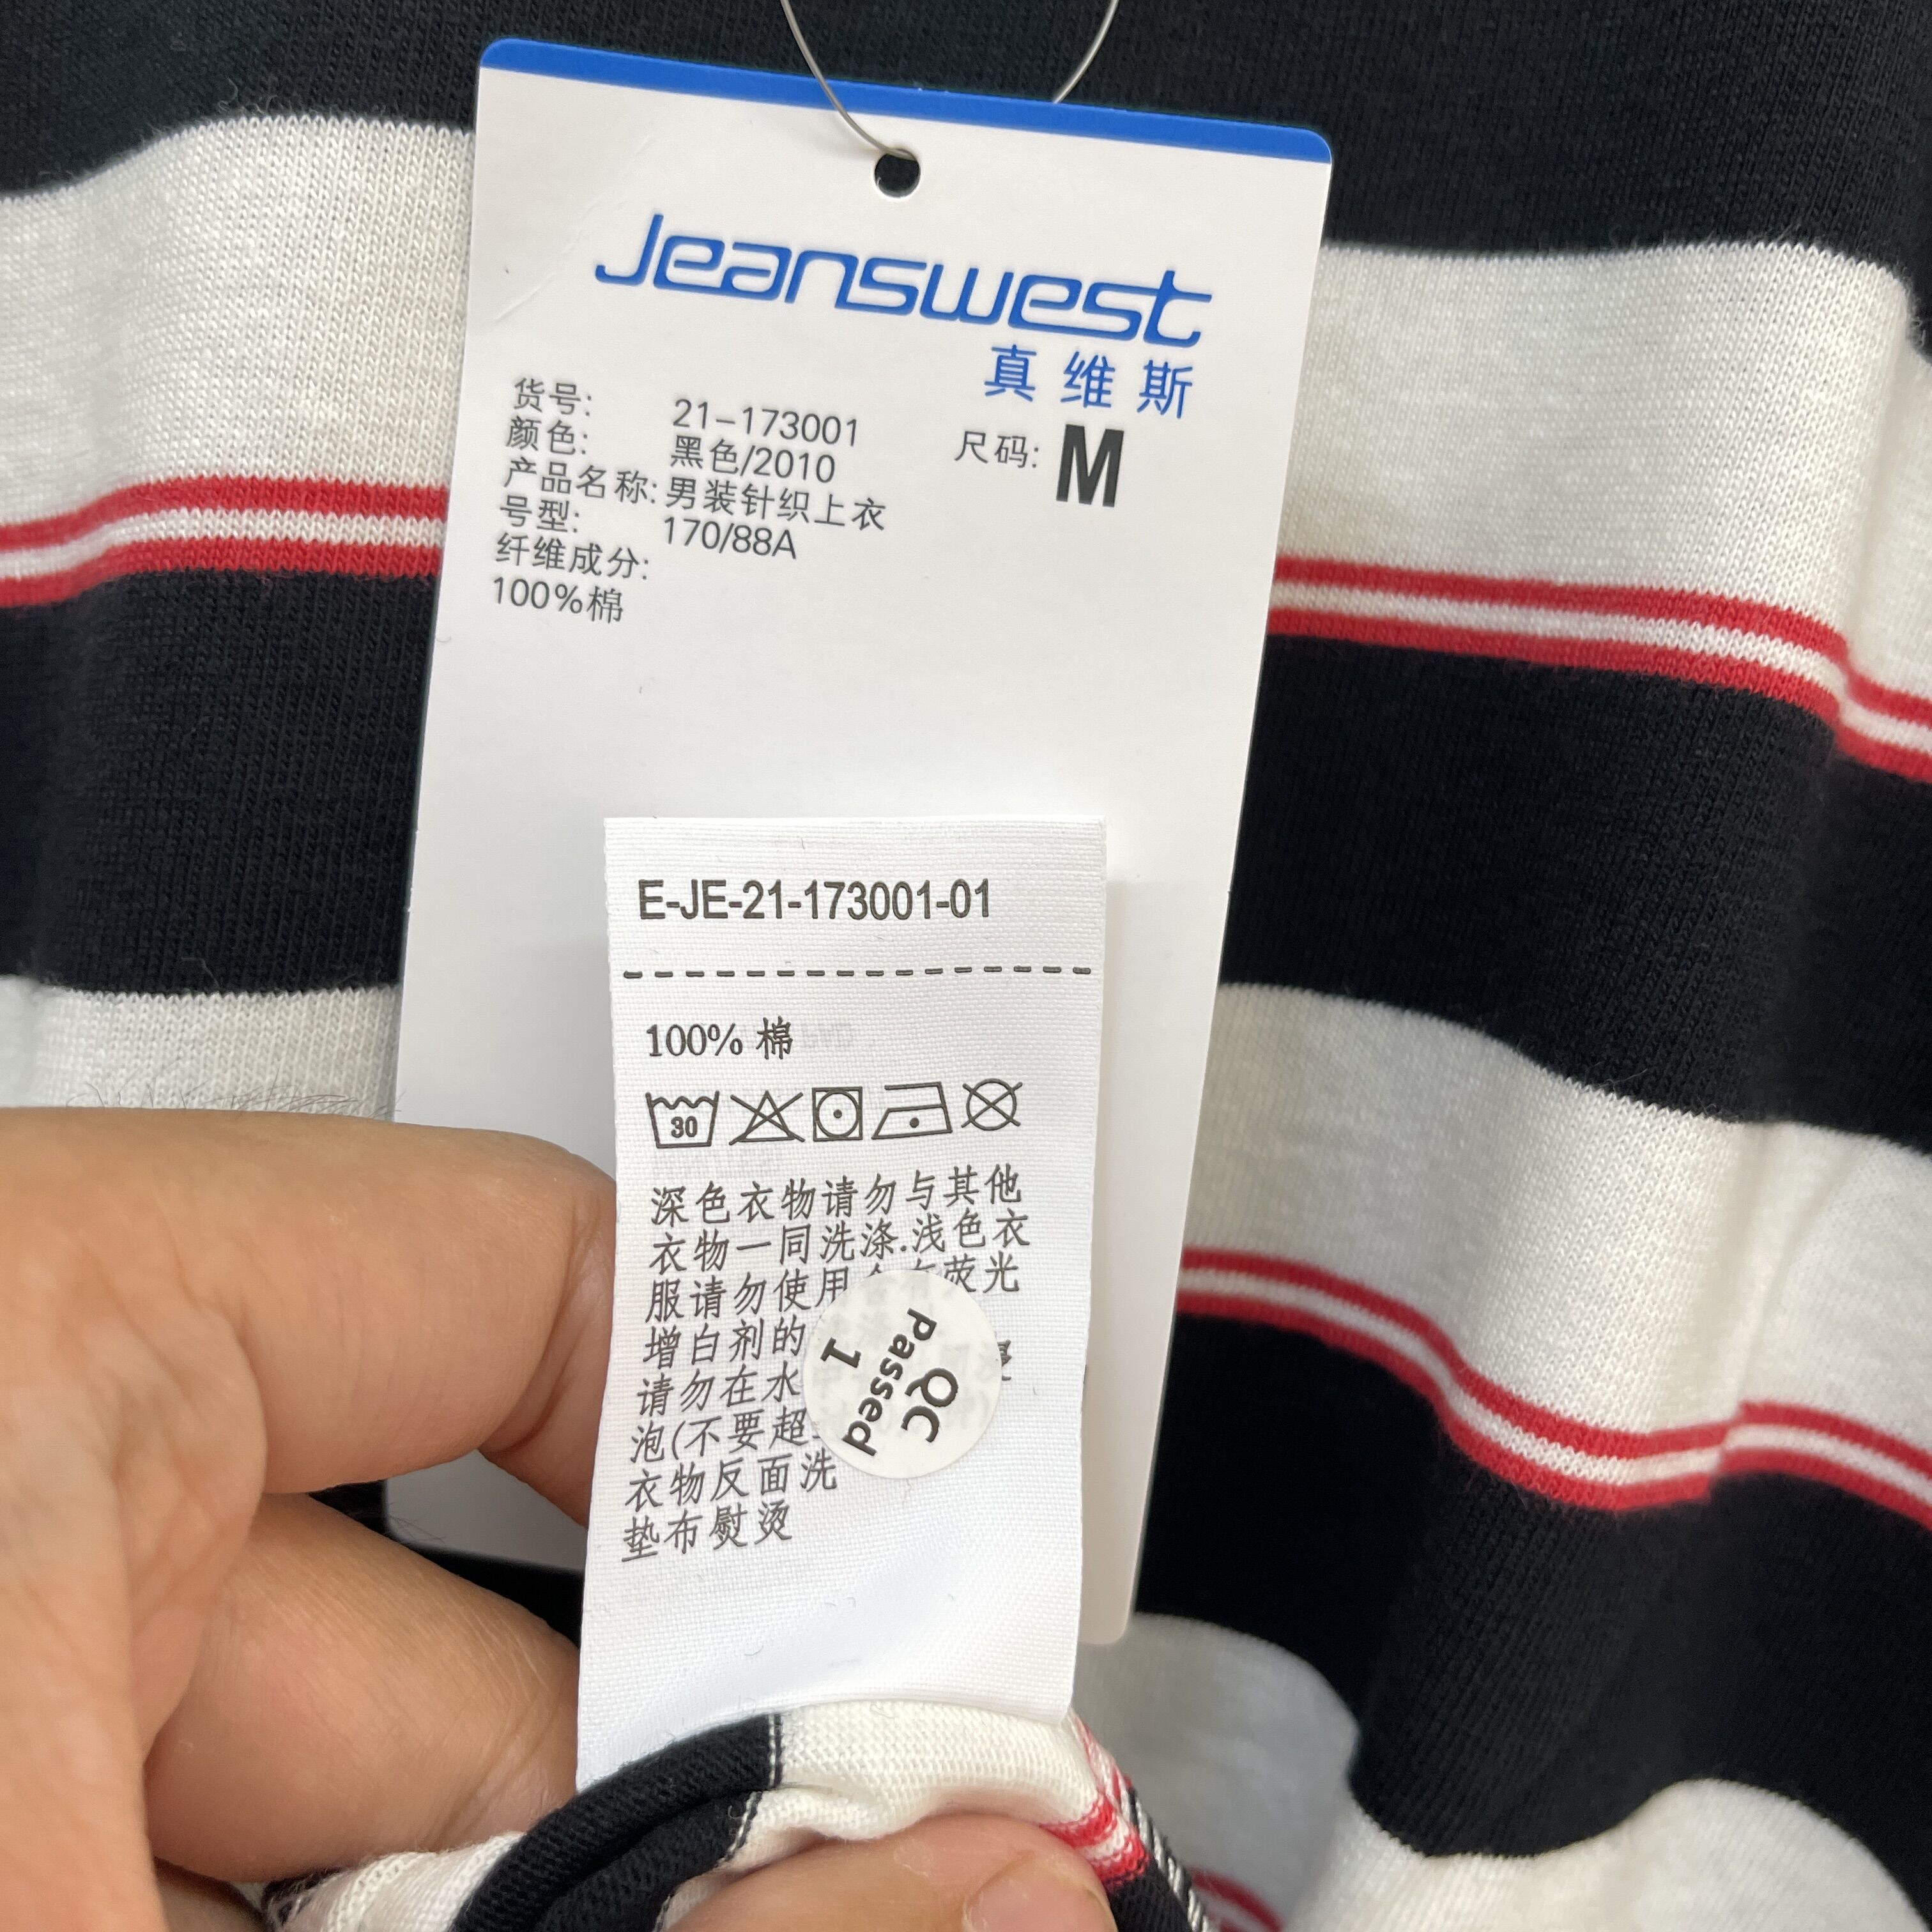 Jeanswest
真维斯
货号: 21-173001
颜色: 黑色/2010
尺码: M
产品名称: 男装针织上衣
号型: 170/88A
纤维成分:
100%棉
E-JE-21-173001-01
100% 棉
30
深色衣物请勿与其他
衣物一同洗涤.浅色衣
服请勿使用 荧光
增白剂的
请勿在水
泡(不要超
衣物反面洗
垫布熨烫
QC
Passed
1